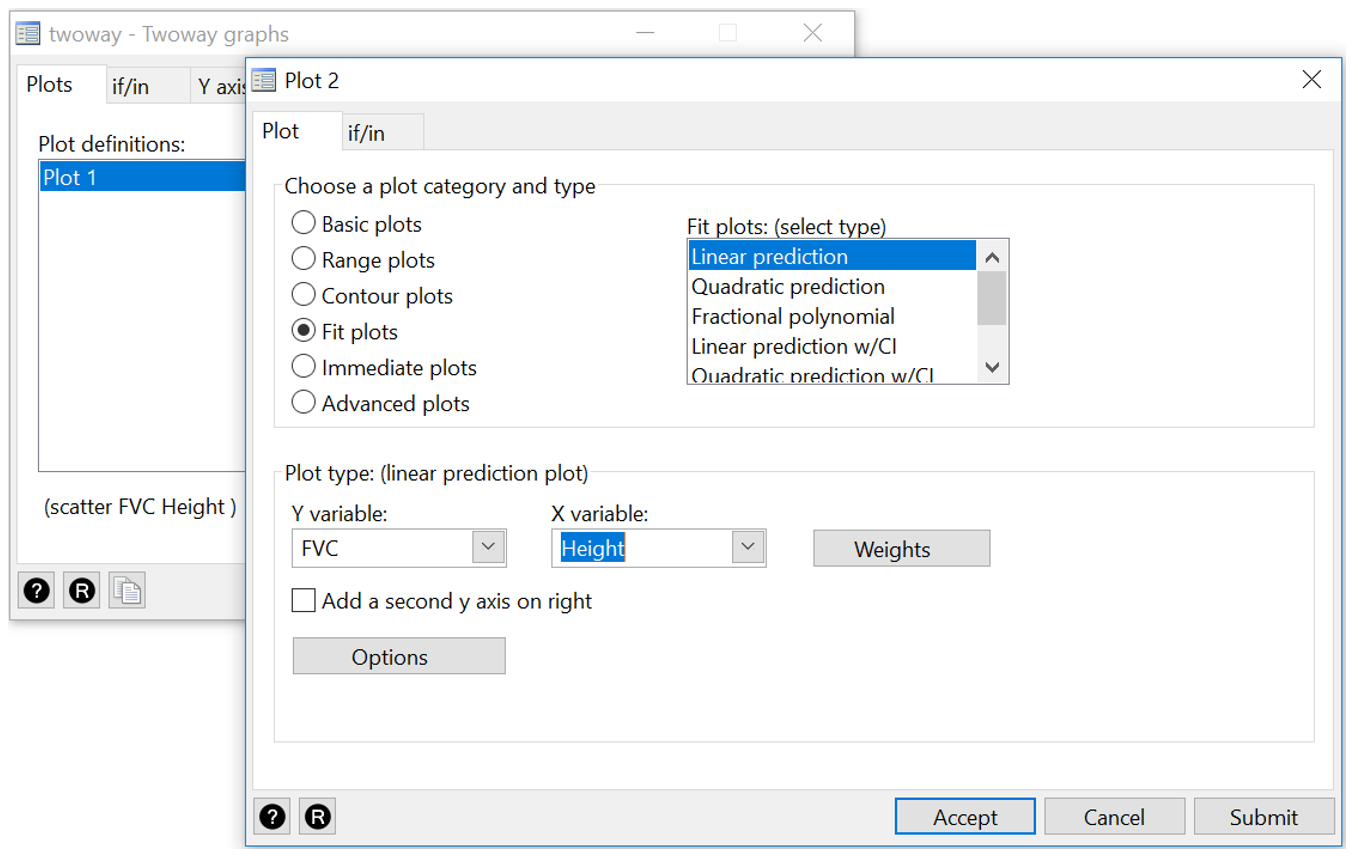 twoway - Twoway graphs
Plots
if/in
Y axis
Plot definitions:
Plot 1
(scatter FVC Height )
?
R
Plot 2
Plot
if/in
Choose a plot category and type
Basic plots
Range plots
Contour plots
Fit plots
Immediate plots
Advanced plots
Fit plots: (select type)
Linear prediction
Quadratic prediction
Fractional polynomial
Linear prediction w/CI
Quadratic prediction w/CI
Plot type: (linear prediction plot)
Y variable:
X variable:
FVC
Height
Weights
Add a second y axis on right
Options
?
R
Accept
Cancel
Submit